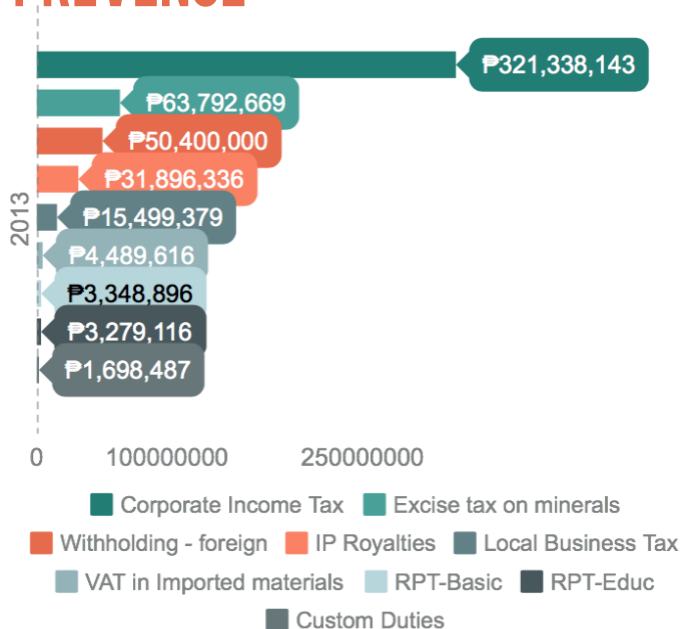 ₱321,338,143
₱63,792,669
₱50,400,000
₱31,896,336
₱15,499,379
₱4,489,616
₱3,348,896
₱3,279,116
₱1,698,487
2013
0 100000000 250000000
Corporate Income Tax Excise tax on minerals
Withholding - foreign IP Royalties Local Business Tax
VAT in Imported materials RPT-Basic RPT-Educ
Custom Duties